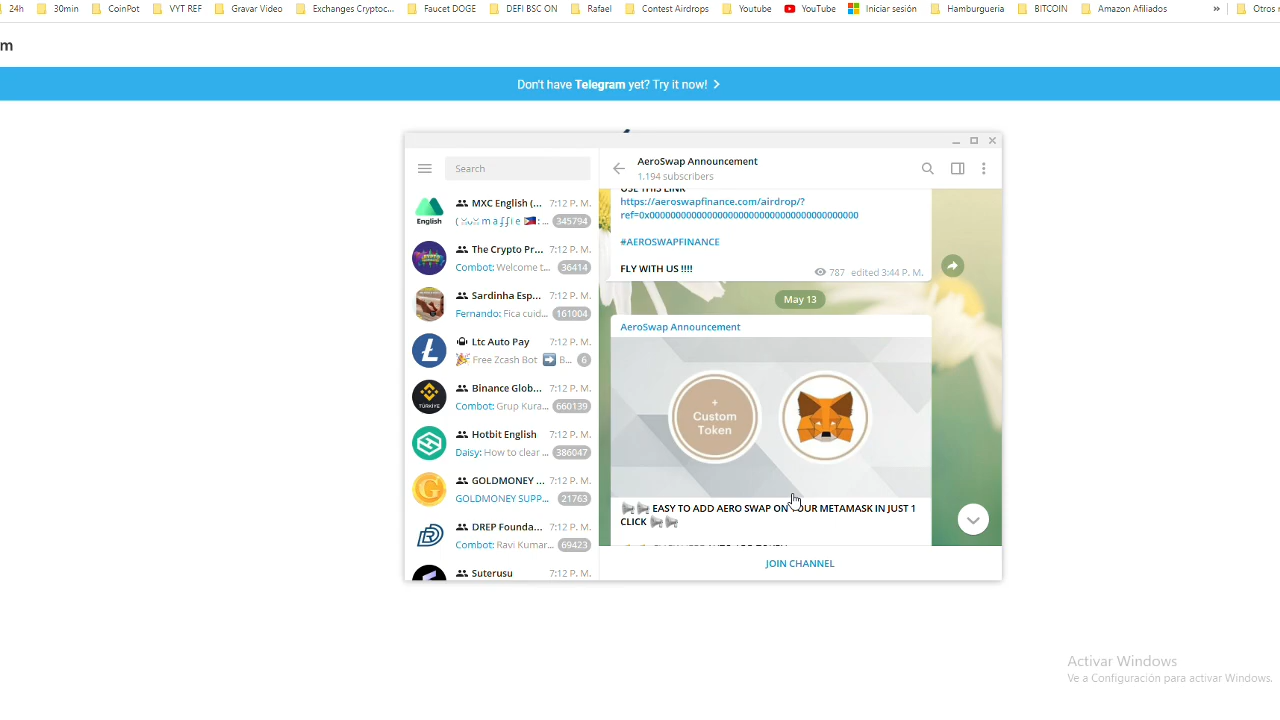 24h 30min CoinPot VYT REF Gravar Video Exchanges Cryptoc... Faucet DOGE DEFI BSC ON Rafael Contest Airdrops Youtube YouTube Iniciar sesión Hamburgueria BITCOIN Amazon Afiliados » Otros
m
Don't have Telegram yet? Try it now!
Search
AeroSwap Announcement
1.194 subscribers
MXC English (... 7:12 P. M.
345794
English
The Crypto Pr... 7:12 P. M.
Combot: Welcome t... 36414
Sardinha Esp... 7:12 P. M.
Fernando: Fica cuid... 161004
Ltc Auto Pay 7:12 P. M.
🎉 Free Zcash Bot ➡️ B... 6
Binance Glob... 7:12 P. M.
Combot: Grup Kura... 660139
TÜRKİYE
Hotbit English 7:12 P. M.
Daisy: How to clear ... 386047
GOLDMONEY ... 7:12 P. M.
GOLDMONEY SUPP... 21763
DREP Founda... 7:12 P. M.
Combot: Ravi Kumar... 69423
Suterusu 7:12 P. M.
USE THIS LINK
https://aeroswapfinance.com/airdrop/?
ref=0x0000000000000000000000000000000000000000
#AEROSWAPFINANCE
FLY WITH US !!!!
787 edited 3:44 P. M.
May 13
AeroSwap Announcement
+
Custom
Token
📢📢 EASY TO ADD AERO SWAP ON YOUR METAMASK IN JUST 1
CLICK 📢📢
JOIN CHANNEL
Activar Windows
Ve a Configuración para activar Windows.